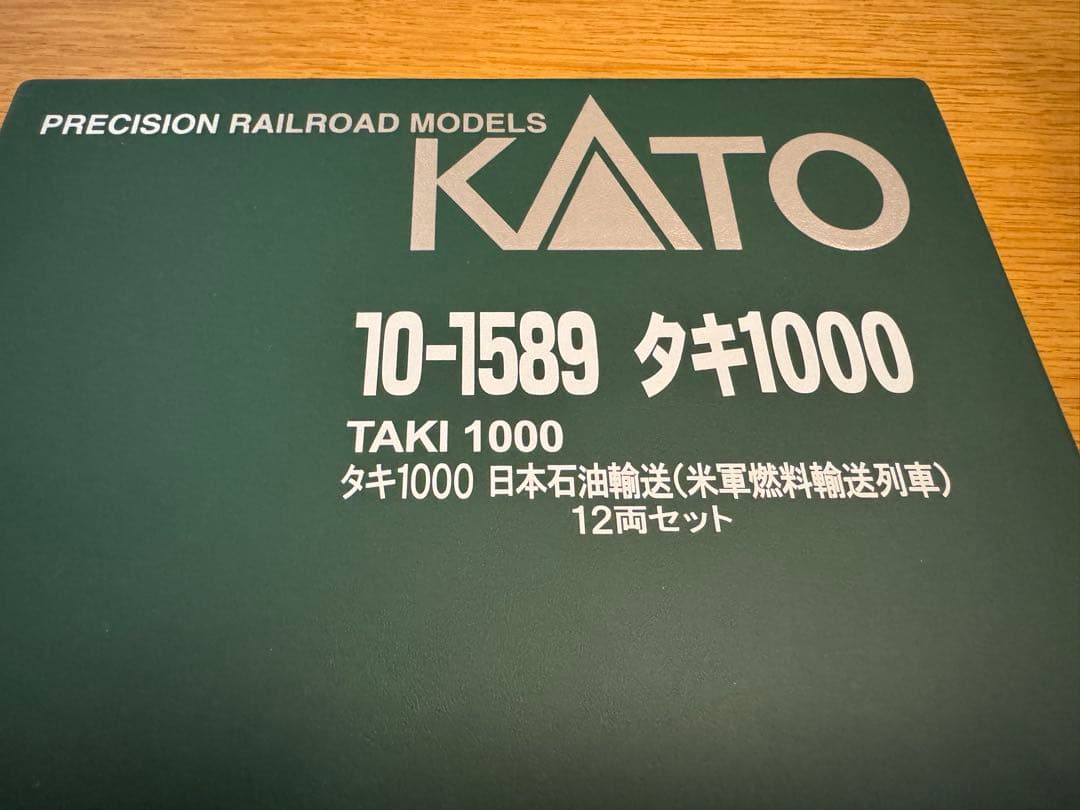 PRECISION RAILROAD MODELS
KATO
10-1589 タキ1000
TAKI 1000
タキ1000 日本石油輸送(米軍燃料輸送列車)
12両セット